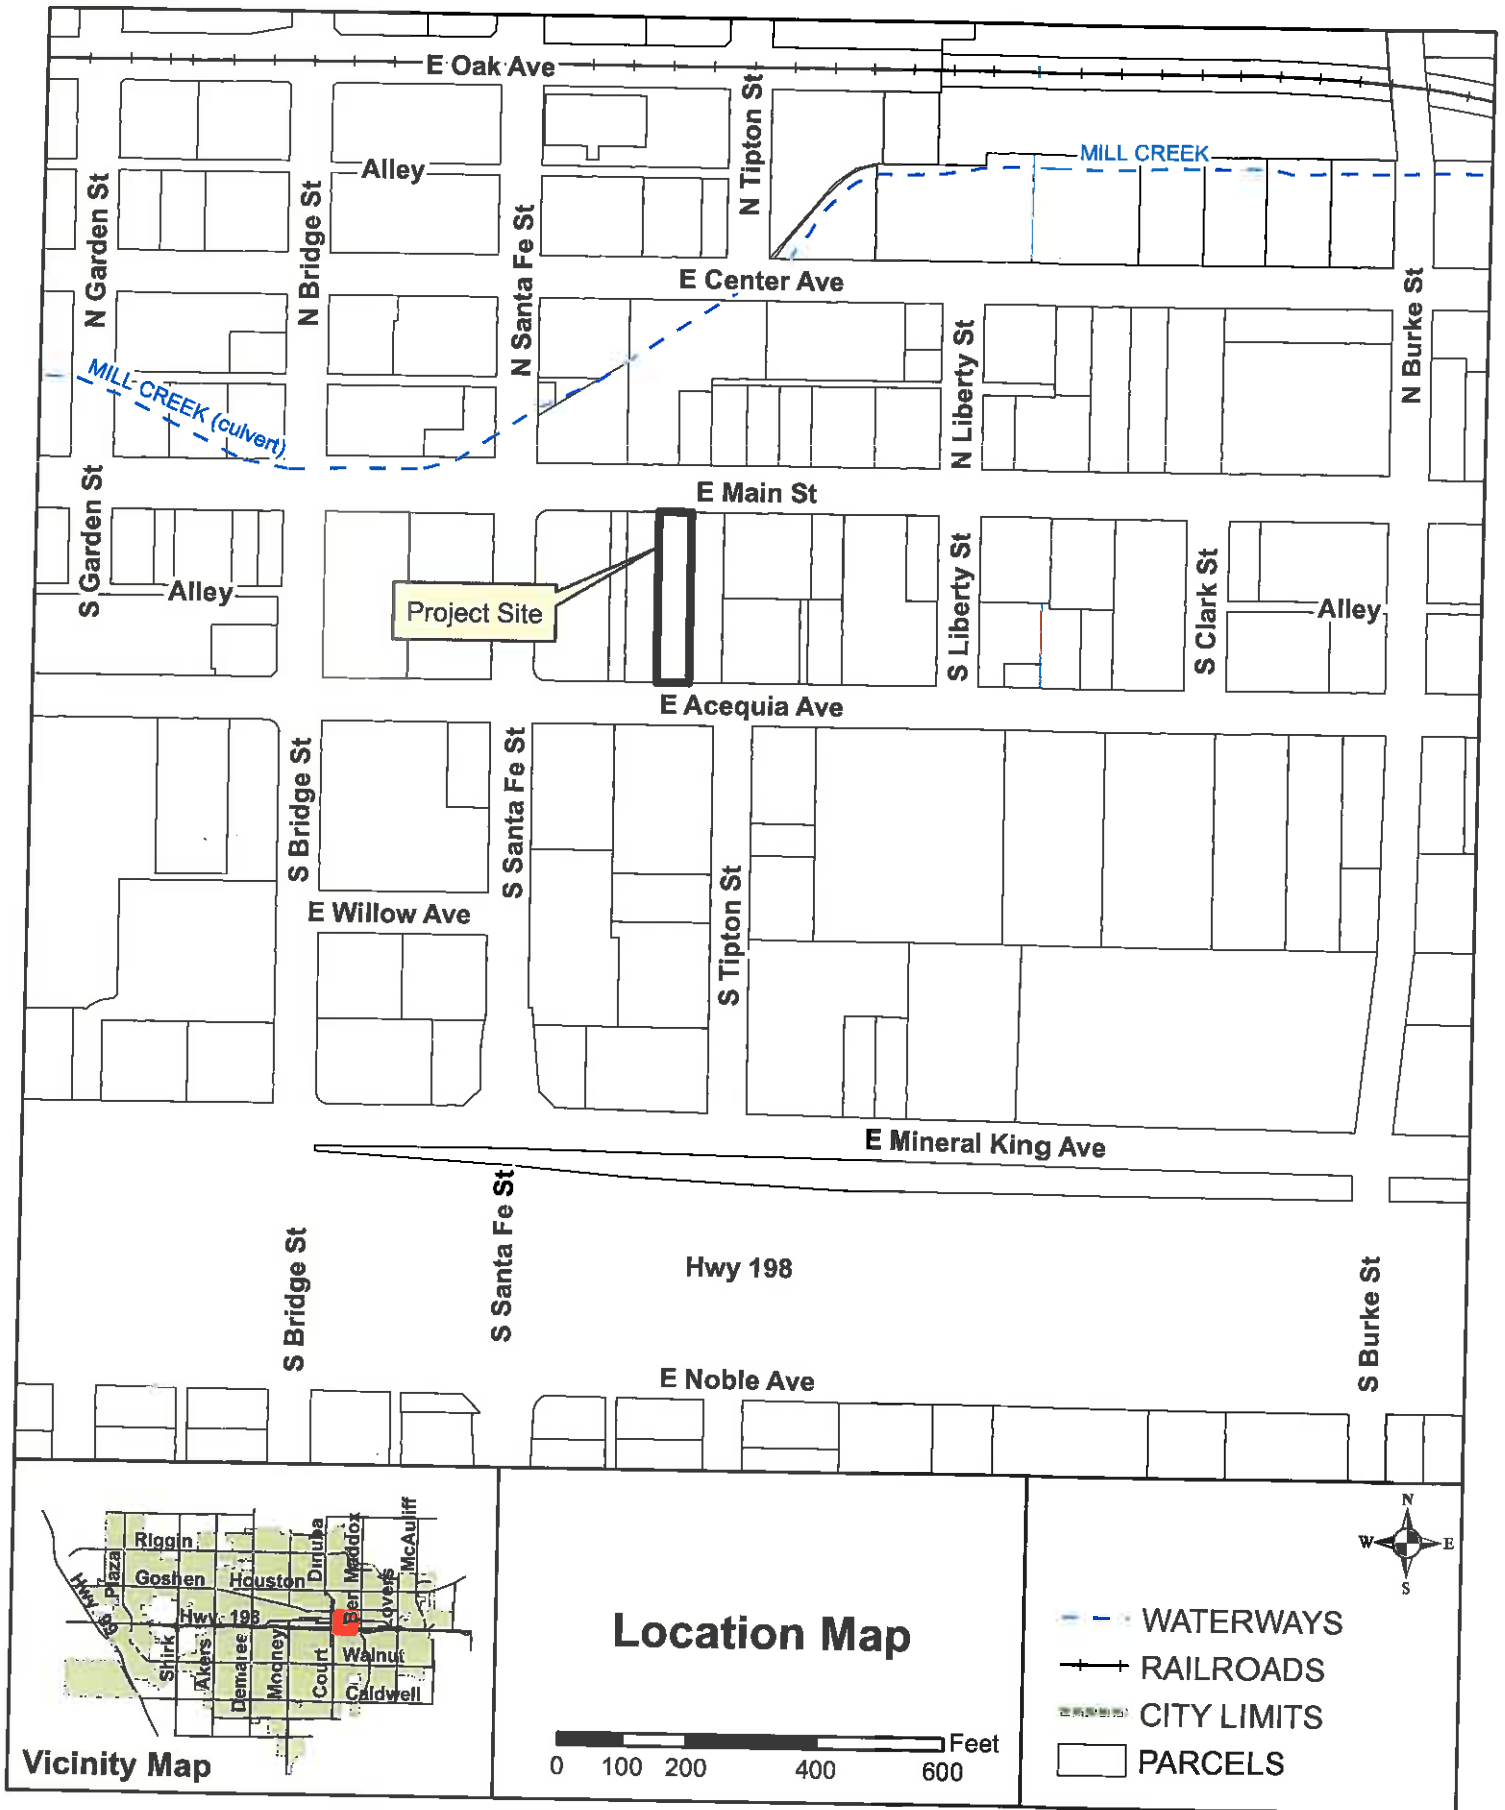 E Oak Ave
N Tipton St
MILL CREEK
Alley
N Garden St
N Bridge St
N Santa Fe St
E Center Ave
N Burke St
N Liberty St
MILL CREEK (culvert)
E Main St
S Garden St
Alley
Project Site
S Liberty St
S Clark St
Alley
E Acequia Ave
S Bridge St
S Santa Fe St
E Willow Ave
S Tipton St
E Mineral King Ave
S Santa Fe St
S Bridge St
Hwy 198
S Burke St
E Noble Ave
Riggin
Plaza
Goshen
Houston
Dinuba
Ben Maddox
McAuliff
Lovers
Hwy 99
Hwy 198
Shirk
Akers
Demaree
Mooney
Court
Walnut
Caldwell
Vicinity Map
Location Map
Feet
0 100 200 400 600
N
W E
S
WATERWAYS
RAILROADS
CITY LIMITS
PARCELS